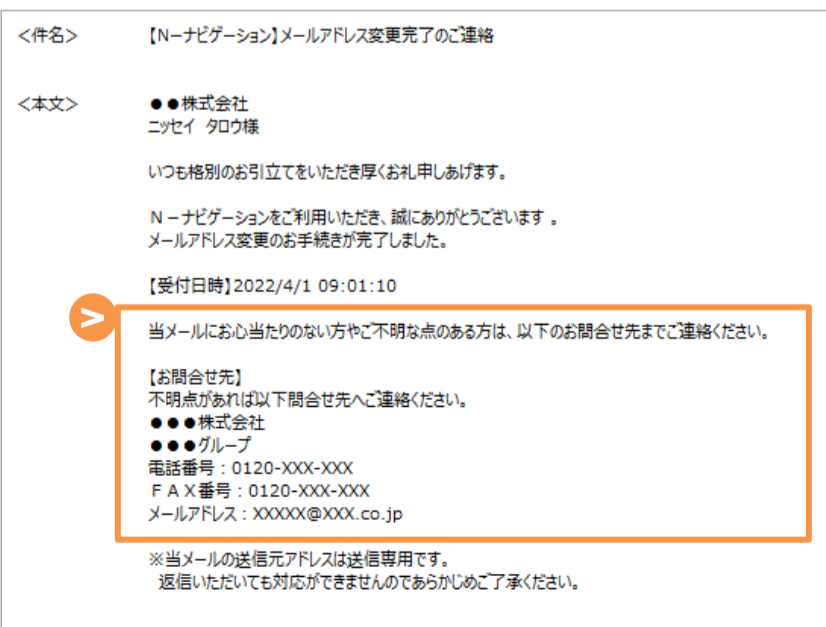 <件名> 【N-ナビゲーション】メールアドレス変更完了のご連絡
<本文> ●●株式会社
ニッセイ タロウ様
いつも格別のお引立てをいただき厚くお礼申しあげます。
N-ナビゲーションをご利用いただき、誠にありがとうございます 。
メールアドレス変更のお手続きが完了しました。
【受付日時】2022/4/1 09:01:10
>
当メールにお心当たりのない方やご不明な点のある方は、以下のお問合せ先までご連絡ください。
【お問合せ先】
不明点があれば以下問合せ先へご連絡ください。
●●●株式会社
●●●グループ
電話番号:0120-XXX-XXX
FAX番号:0120-XXX-XXX
メールアドレス:XXXXX@XXX.co.jp
※当メールの送信元アドレスは送信専用です。
返信いただいても対応ができませんのであらかじめご了承ください。